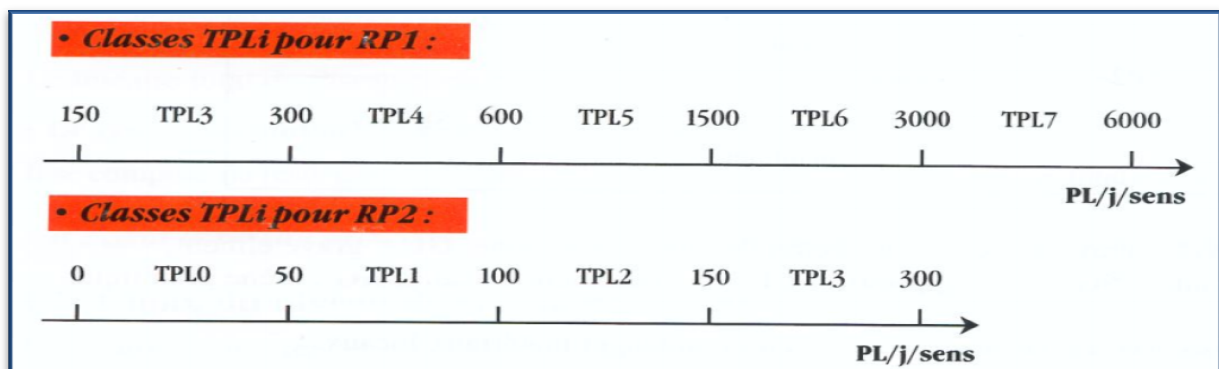 • Classes TPLi pour RP1 :
150 TPL3 300 TPL4 600 TPL5 1500 TPL6 3000 TPL7 6000
PL/j/sens
• Classes TPLi pour RP2 :
0 TPL0 50 TPL1 100 TPL2 150 TPL3 300
PL/j/sens